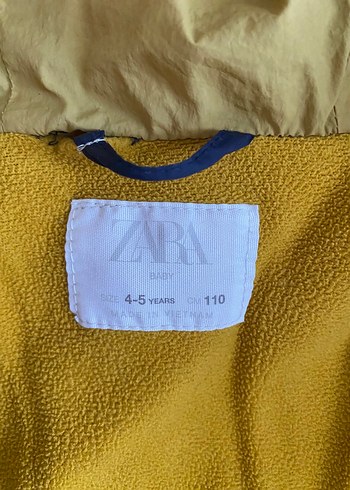 ZARA
BABY
SIZE 4-5 YEARS CM 110
MADE IN VIETNAM